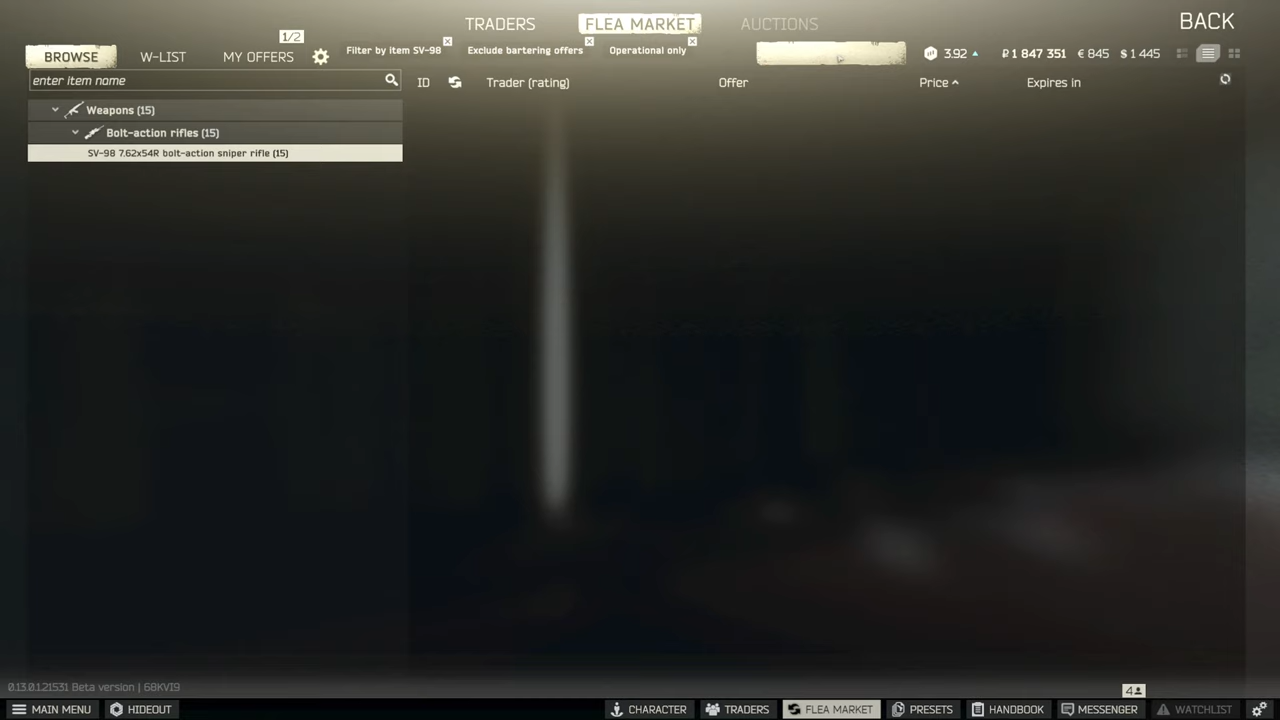 TRADERS FLEA MARKET AUCTIONS BACK
1/2
BROWSE W-LIST MY OFFERS Filter by item SV-98 Exclude bartering offers Operational only 3.92 ₽ 1 847 351 € 845 $ 1 445
enter item name ID Trader (rating) Offer Price Expires in
Weapons (15)
Bolt-action rifles (15)
SV-98 7.62x54R bolt-action sniper rifle (15)
0.13.0.1.21531 Beta version | 68KVI9
4
MAIN MENU HIDEOUT CHARACTER TRADERS FLEA MARKET PRESETS HANDBOOK MESSENGER WATCHLIST